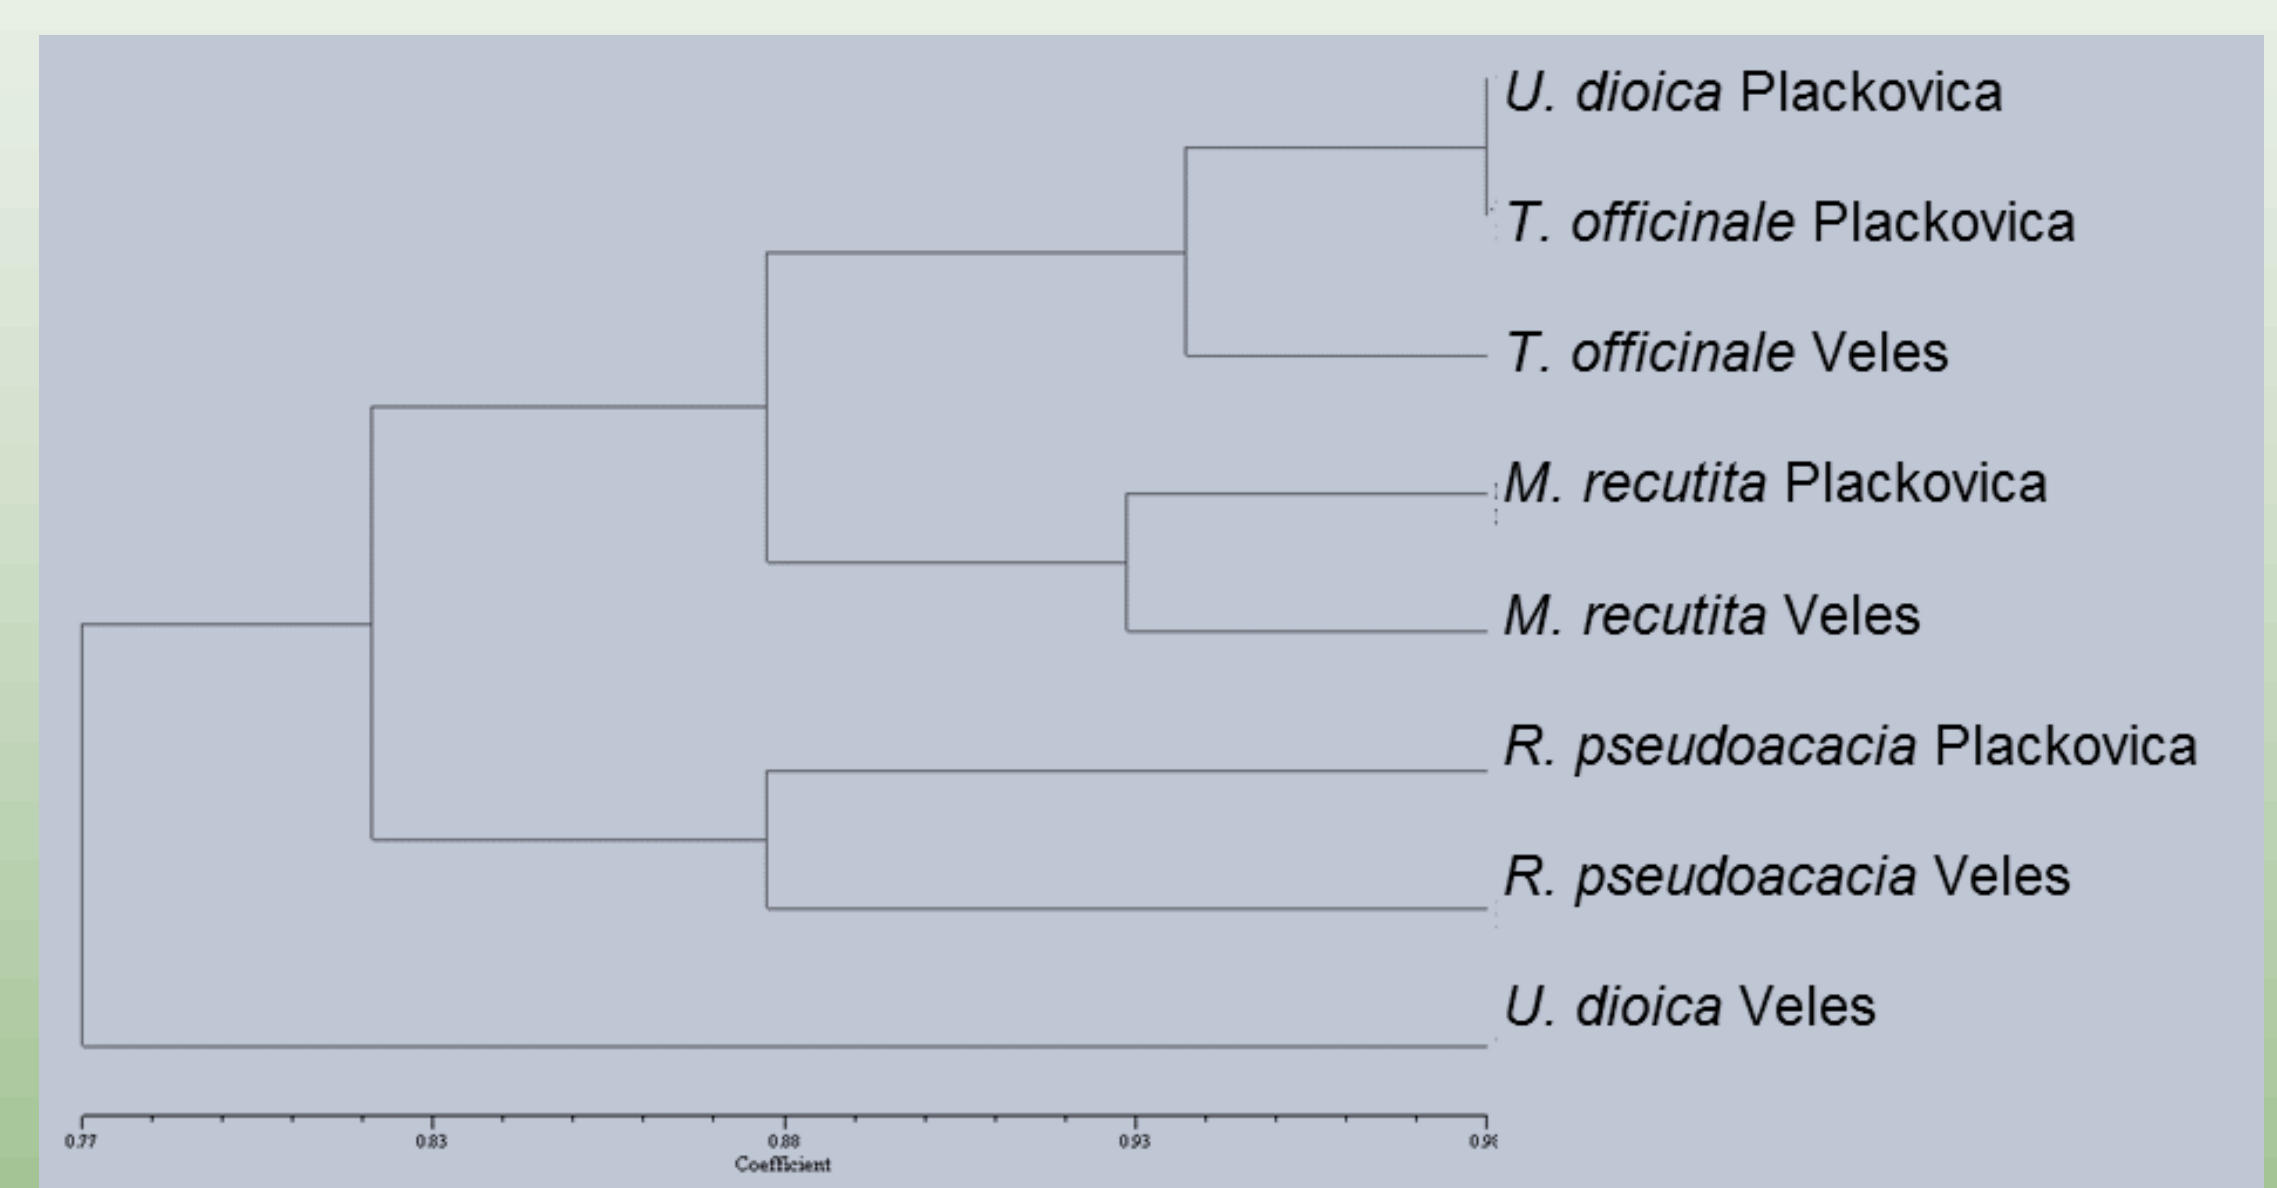 U. dioica Plackovica
T. officinale Plackovica
T. officinale Veles
M. recutita Plackovica
M. recutita Veles
R. pseudoacacia Plackovica
R. pseudoacacia Veles
U. dioica Veles
0.77 0.83 0.88 0.93
Coefficient